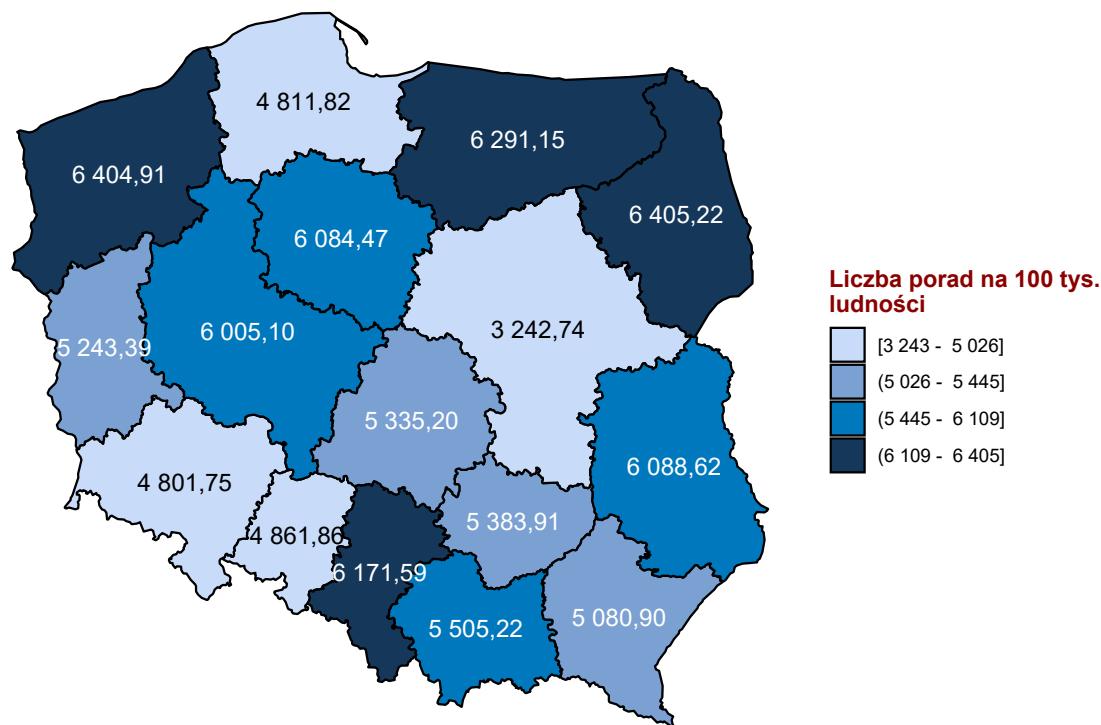 4 811,82
6 291,15
6 404,91
6 405,22
6 084,47
6 005,10
3 242,74
5 243,39
5 335,20
6 088,62
4 801,75
5 383,91
4 861,86
6 171,59
5 080,90
5 505,22
Liczba porad na 100 tys.
ludności
[3 243 - 5 026]
(5 026 - 5 445]
(5 445 - 6 109]
(6 109 - 6 405]